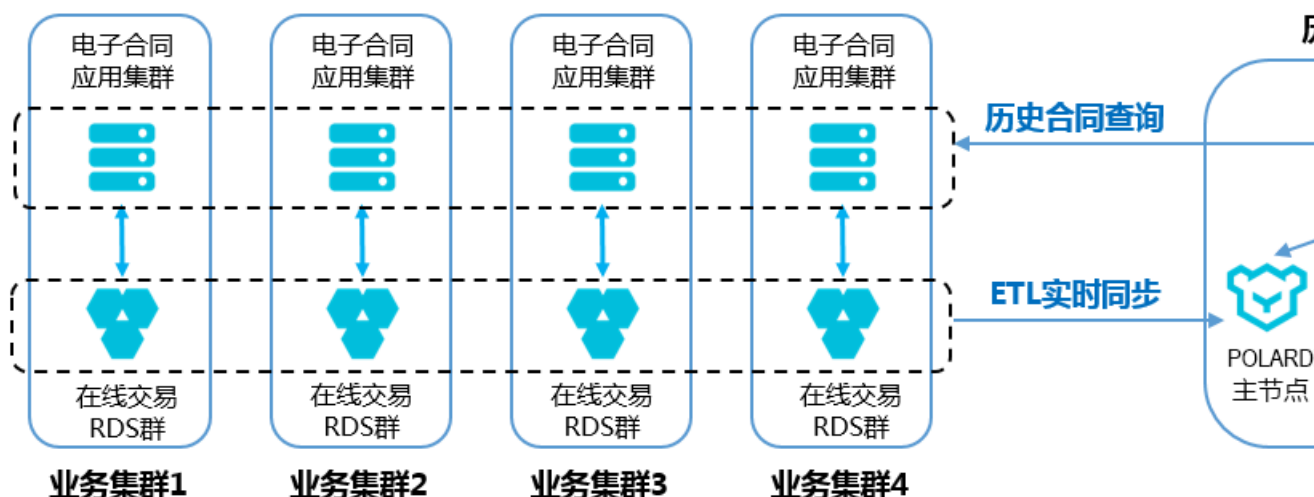 电子合同
应用集群
电子合同
应用集群
电子合同
应用集群
电子合同
应用集群
历史合同查询
ETL实时同步
在线交易
RDS群
在线交易
RDS群
在线交易
RDS群
在线交易
RDS群
POLARD
主节点
业务集群1
业务集群2
业务集群3
业务集群4